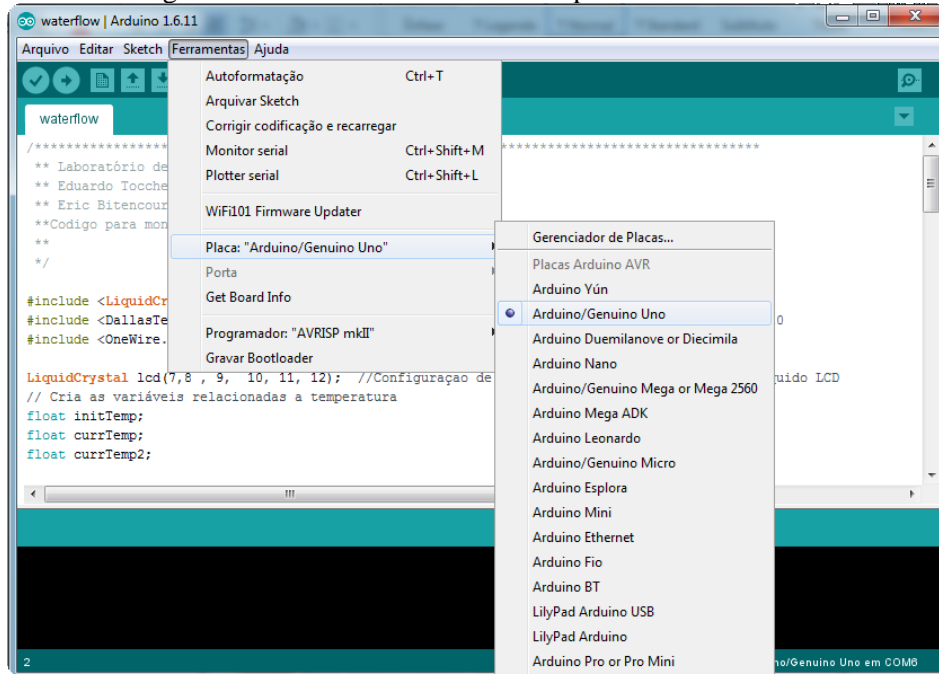 waterflow | Arduino 1.6.11
Arquivo Editar Sketch Ferramentas Ajuda
waterflow
Autoformatação Ctrl+T
Arquivar Sketch
Corrigir codificação e recarregar
Monitor serial Ctrl+Shift+M
Plotter serial Ctrl+Shift+L
WiFi101 Firmware Updater
Placa: "Arduino/Genuino Uno"
Porta
Get Board Info
Programador: "AVRISP mkII"
Gravar Bootloader
Gerenciador de Placas...
Placas Arduino AVR
Arduino Yún
Arduino/Genuino Uno
Arduino Duemilanove or Diecimila
Arduino Nano
Arduino/Genuino Mega or Mega 2560
Arduino Mega ADK
Arduino Leonardo
Arduino/Genuino Micro
Arduino Esplora
Arduino Mini
Arduino Ethernet
Arduino Fio
Arduino BT
LilyPad Arduino USB
LilyPad Arduino
Arduino Pro or Pro Mini
/*****************
*********************************
** Laboratório de
** Eduardo Tocche
** Eric Bitencour
**Codigo para mon
**
*/
#include <LiquidCr
#include <DallasTe 0
#include <OneWire.
LiquidCrystal lcd(7,8 , 9, 10, 11, 12); //Configuraçao de uido LCD
// Cria as variáveis relacionadas a temperatura
float initTemp;
float currTemp;
float currTemp2;
2 no/Genuino Uno em COM6